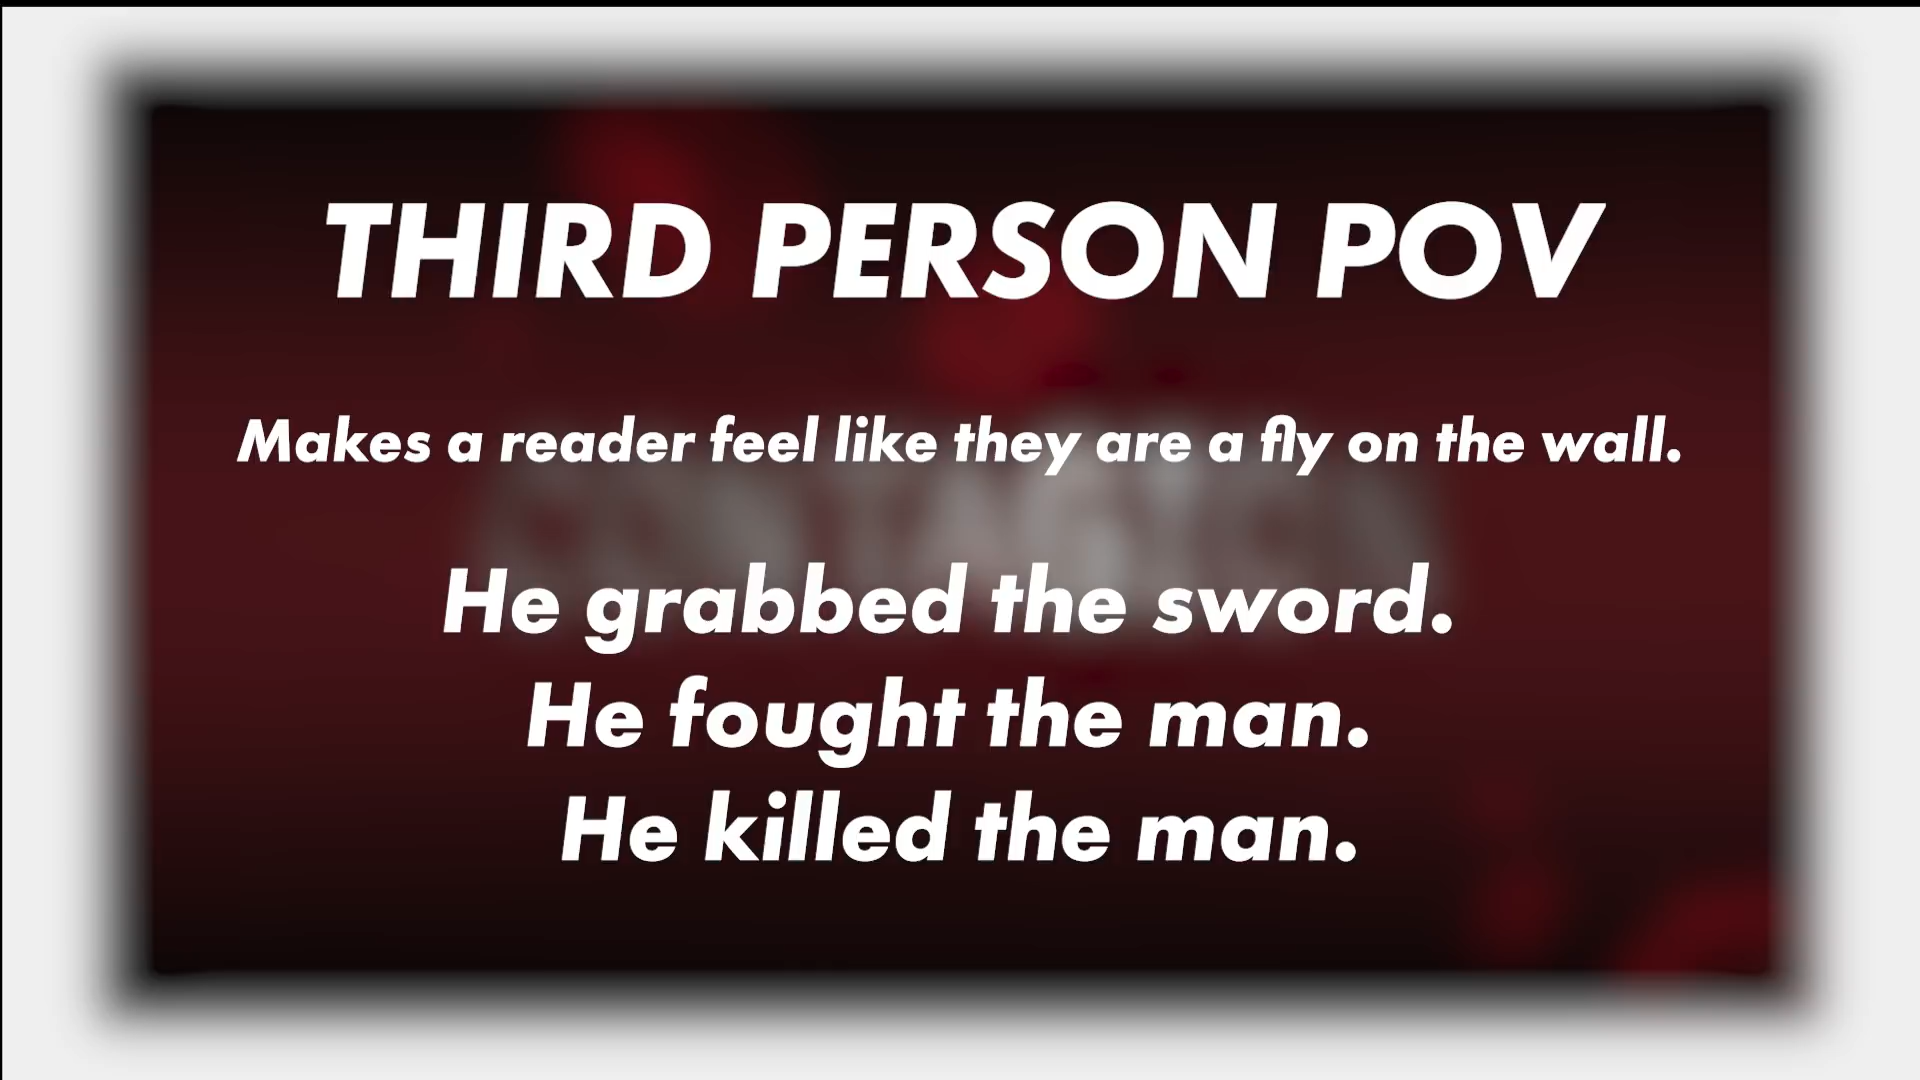 THIRD PERSON POV
Makes a reader feel like they are a fly on the wall.
He grabbed the sword.
He fought the man.
He killed the man.